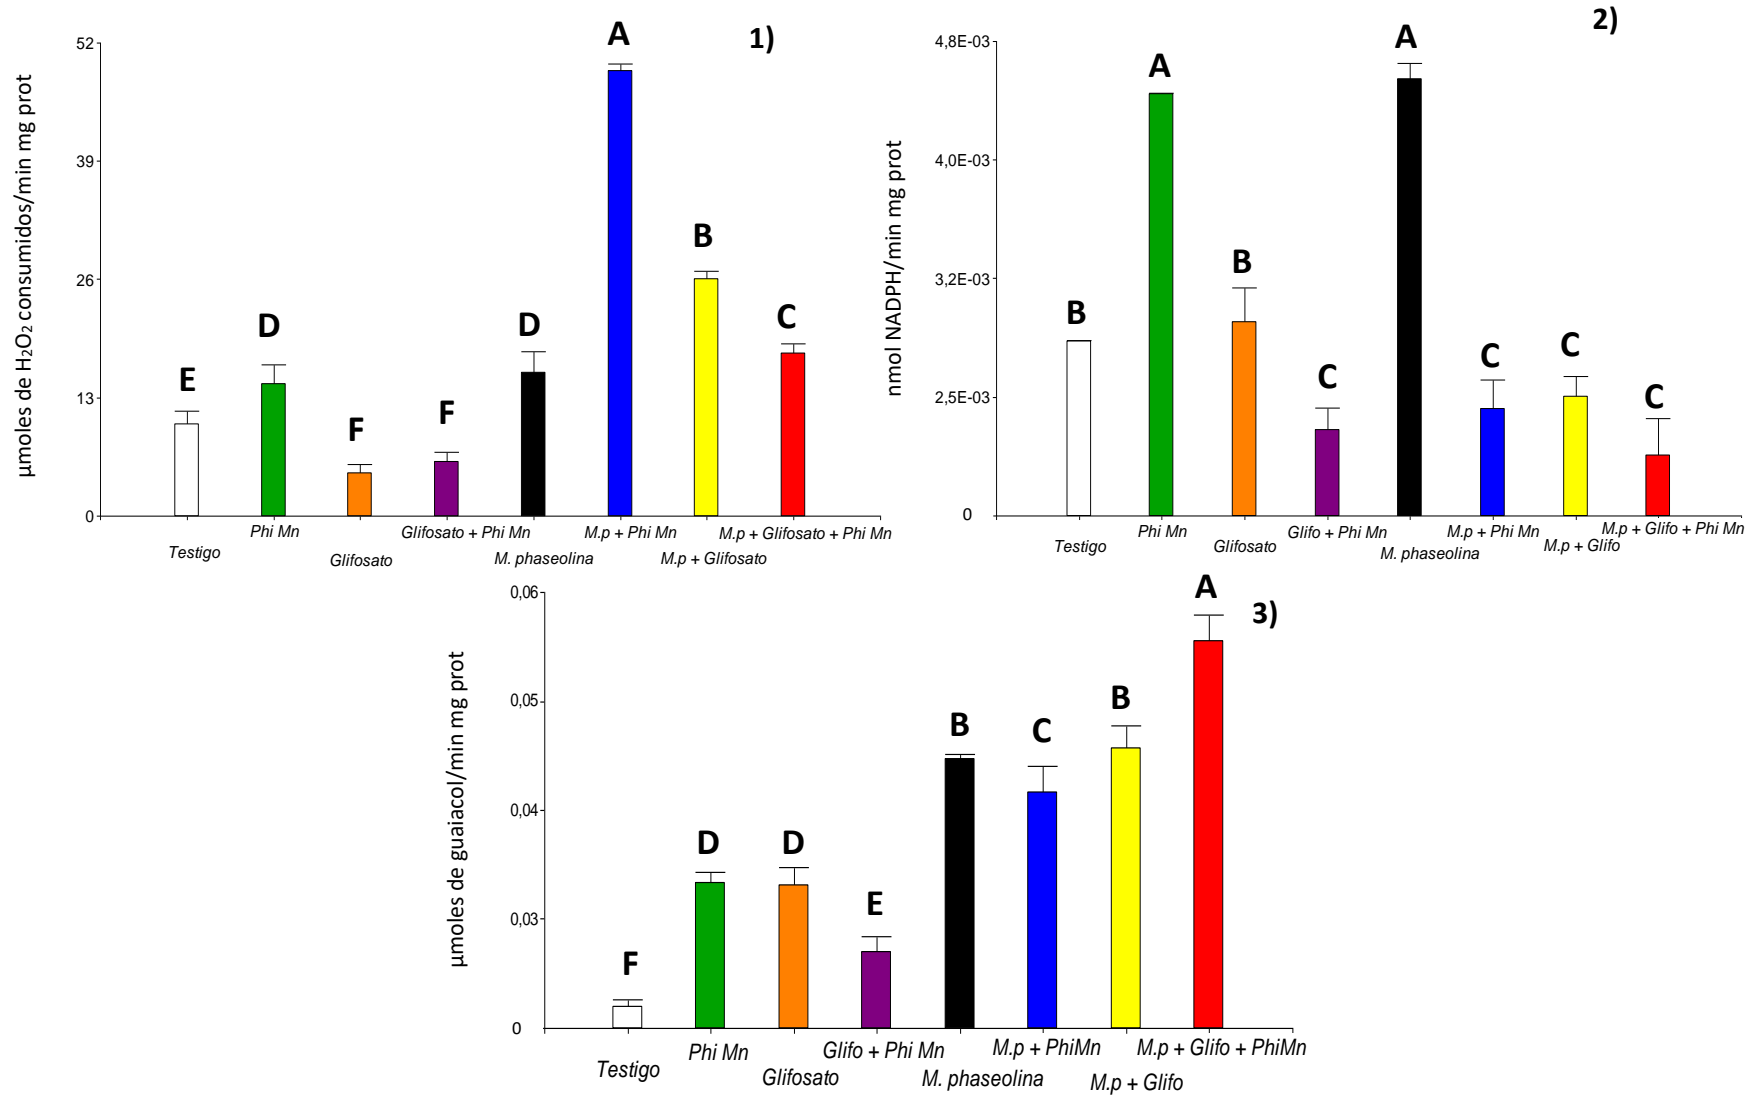 1)
µmoles de H₂O₂ consumidos/min mg prot
52
39
26
13
0
E
D
F
F
D
A
B
C
Testigo
Phi Mn
Glifosato
Glifosato + Phi Mn
M. phaseolina
M.p + Phi Mn
M.p + Glifosato
M.p + Glifosato + Phi Mn
2)
nmol NADPH/min mg prot
4,8E-03
4,0E-03
3,2E-03
2,5E-03
0
B
A
B
C
A
C
C
C
Testigo
Phi Mn
Glifosato
Glifo + Phi Mn
M. phaseolina
M.p + Phi Mn
M.p + Glifo
M.p + Glifo + Phi Mn
3)
µmoles de guaiacol/min mg prot
0,06
0,05
0,04
0,03
0
F
D
D
E
B
C
B
A
Testigo
Phi Mn
Glifosato
Glifo + Phi Mn
M. phaseolina
M.p + PhiMn
M.p + Glifo
M.p + Glifo + PhiMn